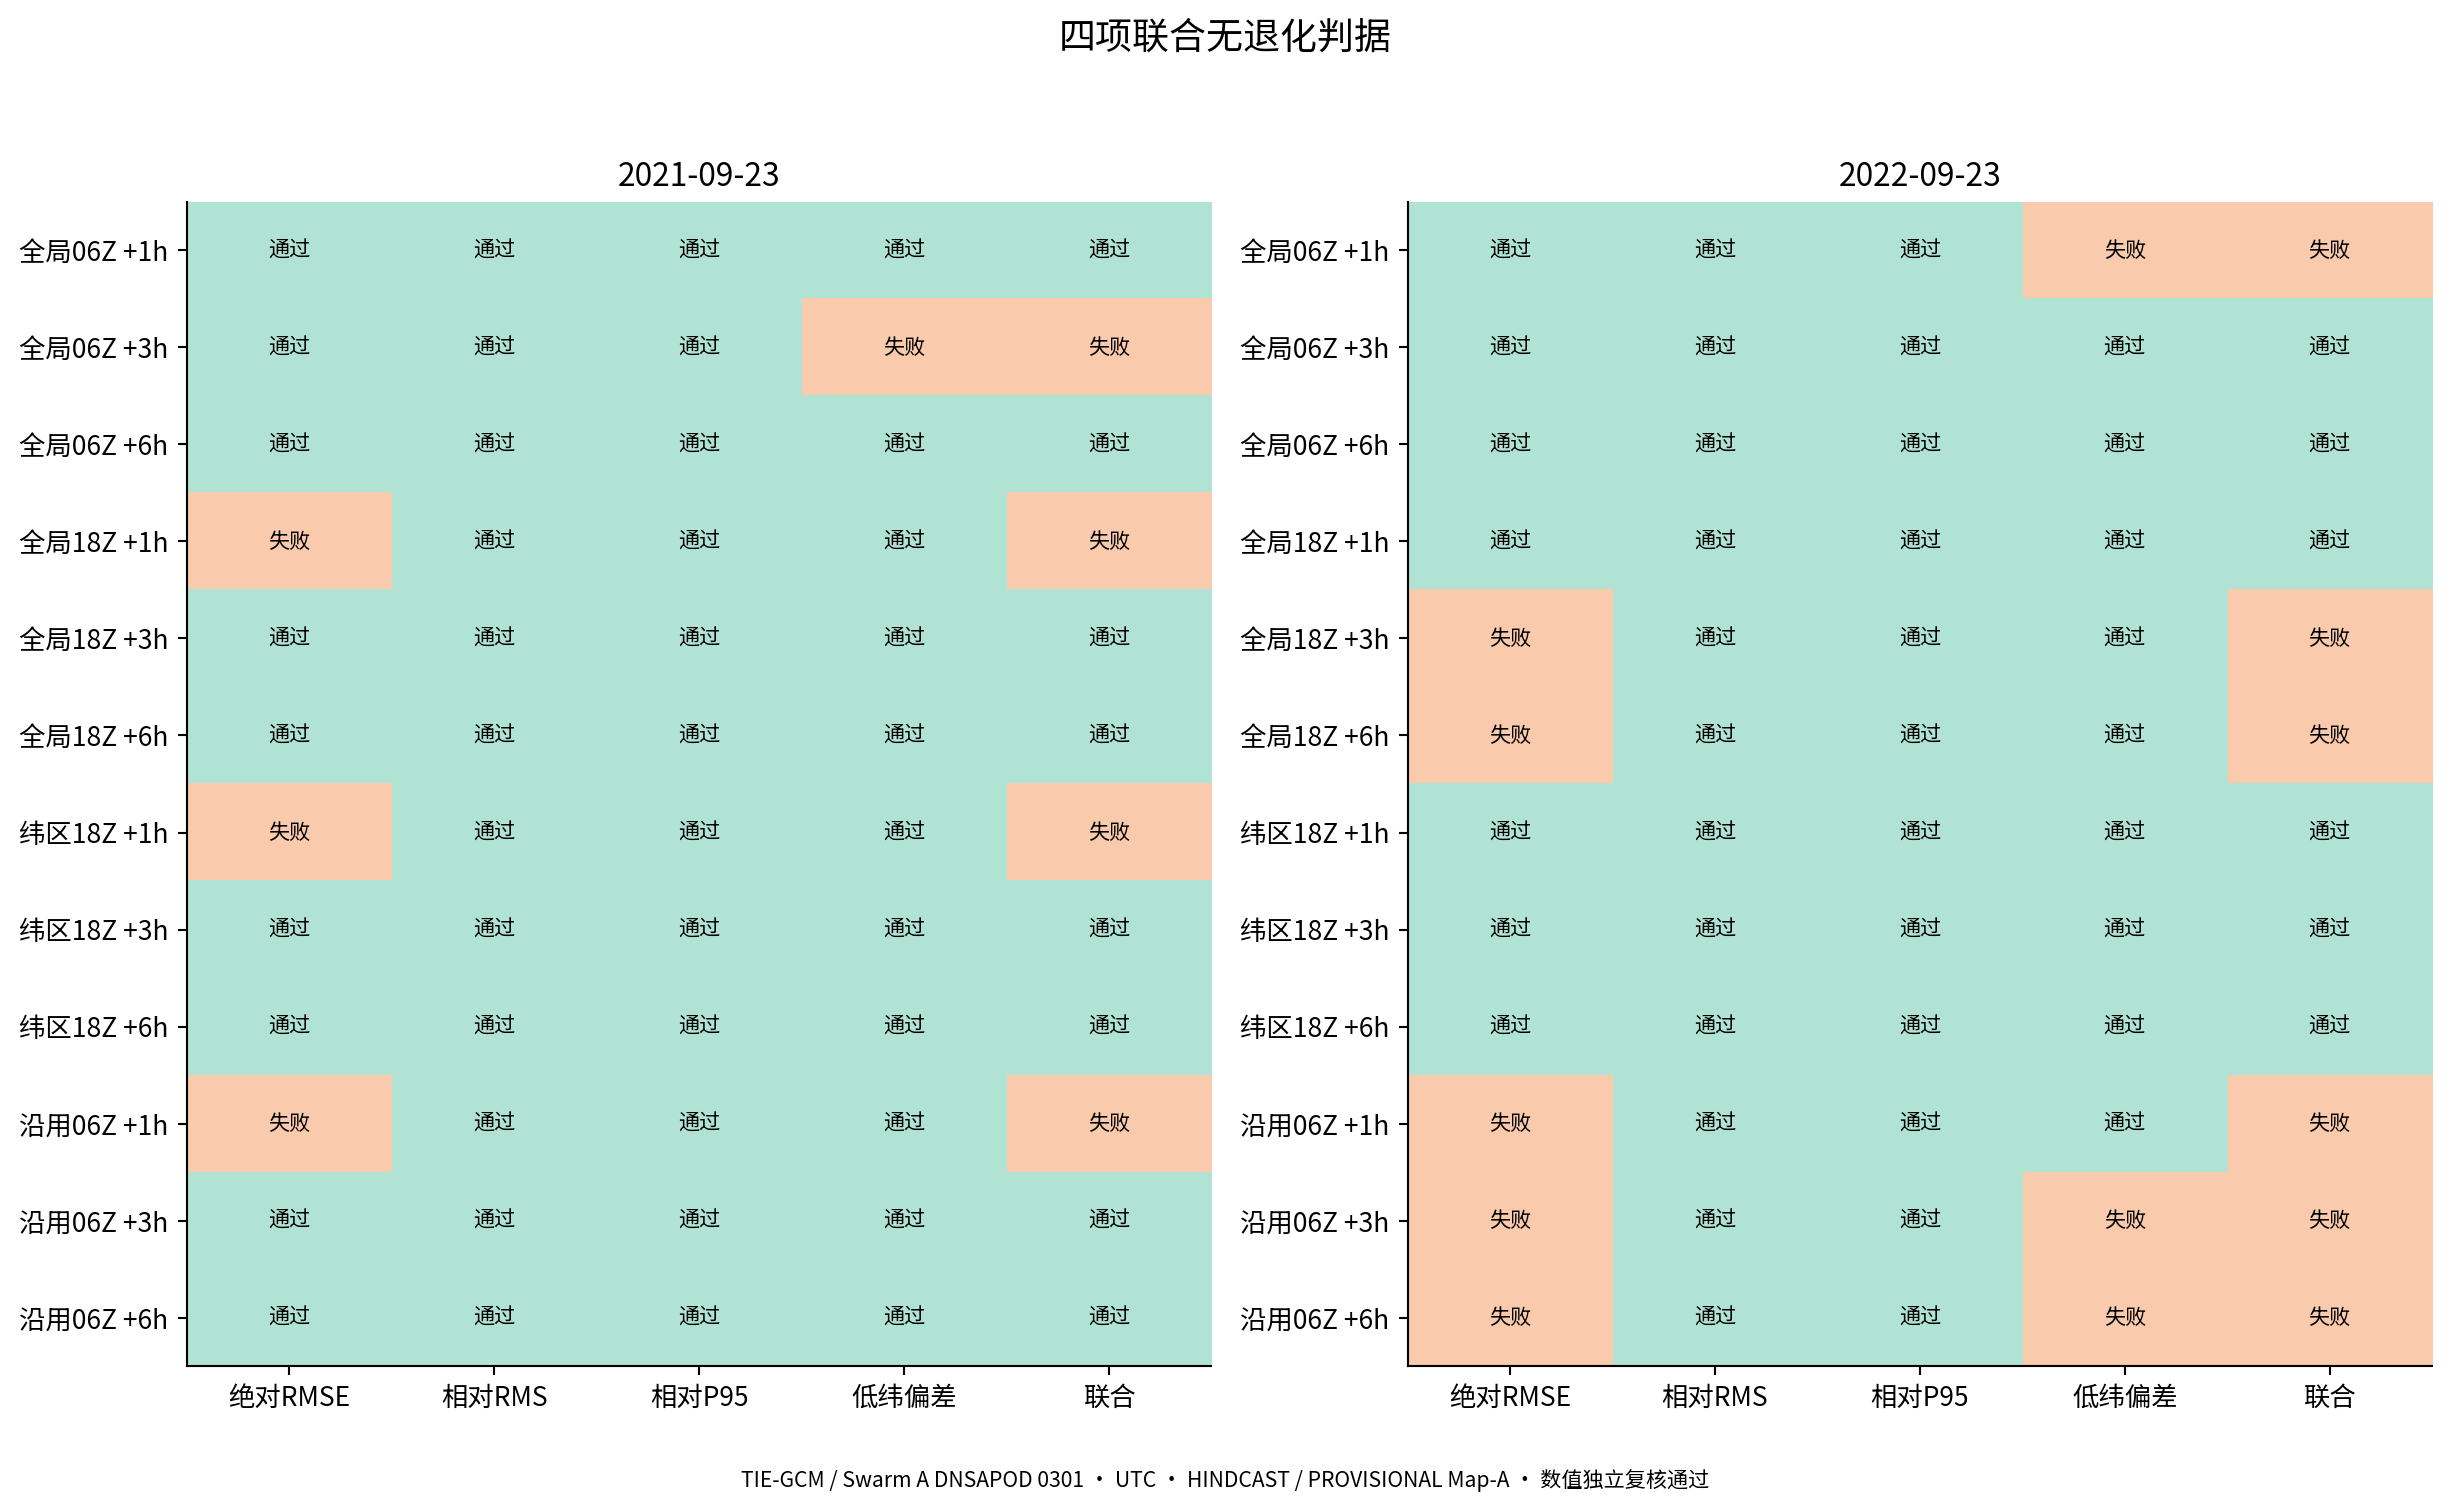 四项联合无退化判据
2021-09-23
全局06Z +1h 通过 通过 通过 通过 通过
全局06Z +3h 通过 通过 通过 失败 失败
全局06Z +6h 通过 通过 通过 通过 通过
全局18Z +1h 失败 通过 通过 通过 失败
全局18Z +3h 通过 通过 通过 通过 通过
全局18Z +6h 通过 通过 通过 通过 通过
纬区18Z +1h 失败 通过 通过 通过 失败
纬区18Z +3h 通过 通过 通过 通过 通过
纬区18Z +6h 通过 通过 通过 通过 通过
沿用06Z +1h 失败 通过 通过 通过 失败
沿用06Z +3h 通过 通过 通过 通过 通过
沿用06Z +6h 通过 通过 通过 通过 通过
绝对RMSE 相对RMS 相对P95 低纬偏差 联合
2022-09-23
全局06Z +1h 通过 通过 通过 失败 失败
全局06Z +3h 通过 通过 通过 通过 通过
全局06Z +6h 通过 通过 通过 通过 通过
全局18Z +1h 通过 通过 通过 通过 通过
全局18Z +3h 失败 通过 通过 通过 失败
全局18Z +6h 失败 通过 通过 通过 失败
纬区18Z +1h 通过 通过 通过 通过 通过
纬区18Z +3h 通过 通过 通过 通过 通过
纬区18Z +6h 通过 通过 通过 通过 通过
沿用06Z +1h 失败 通过 通过 通过 失败
沿用06Z +3h 失败 通过 通过 失败 失败
沿用06Z +6h 失败 通过 通过 失败 失败
绝对RMSE 相对RMS 相对P95 低纬偏差 联合
TIE-GCM / Swarm A DNSAPOD 0301 · UTC · HINDCAST / PROVISIONAL Map-A · 数值独立复核通过